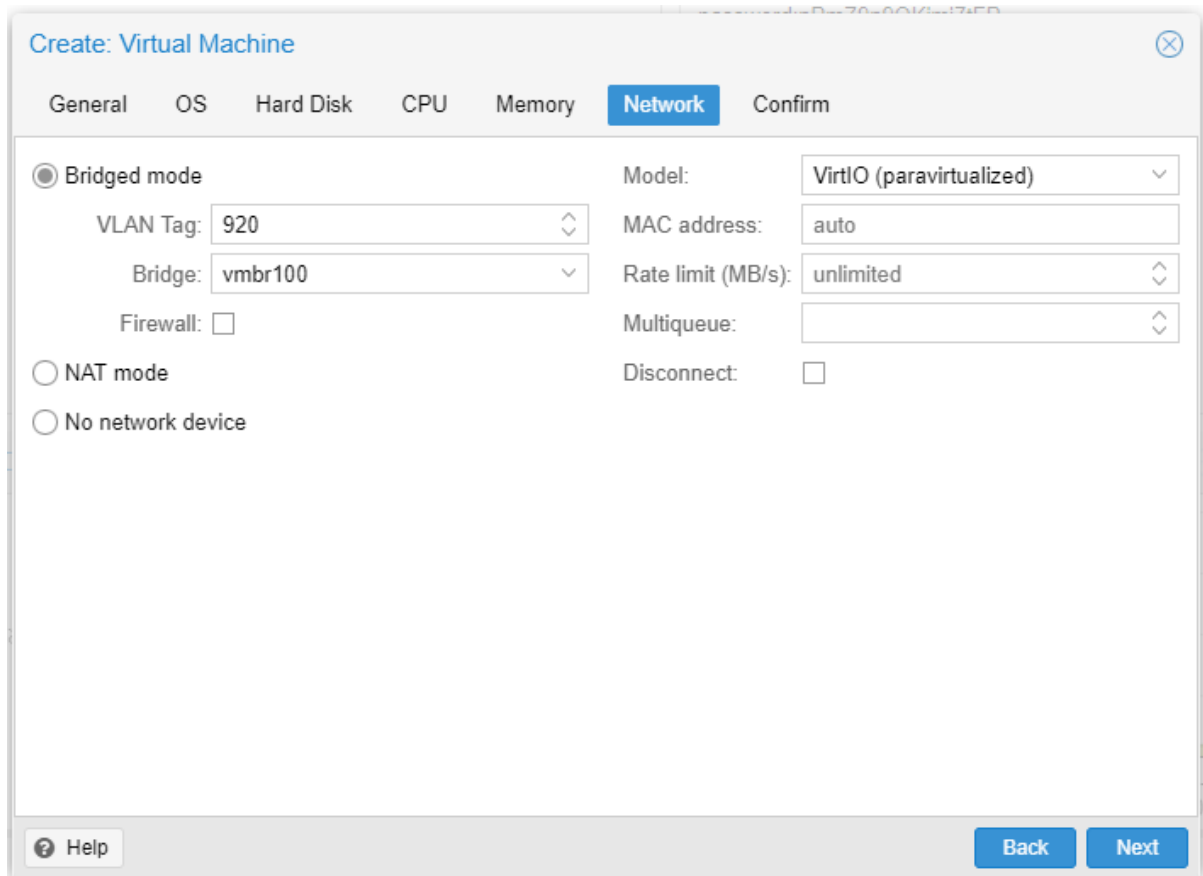 Create: Virtual Machine
General OS Hard Disk CPU Memory Network Confirm
Bridged mode
VLAN Tag: 920
Bridge: vmbr100
Firewall:
NAT mode
No network device
Model: VirtIO (paravirtualized)
MAC address: auto
Rate limit (MB/s): unlimited
Multiqueue:
Disconnect:
Help Back Next